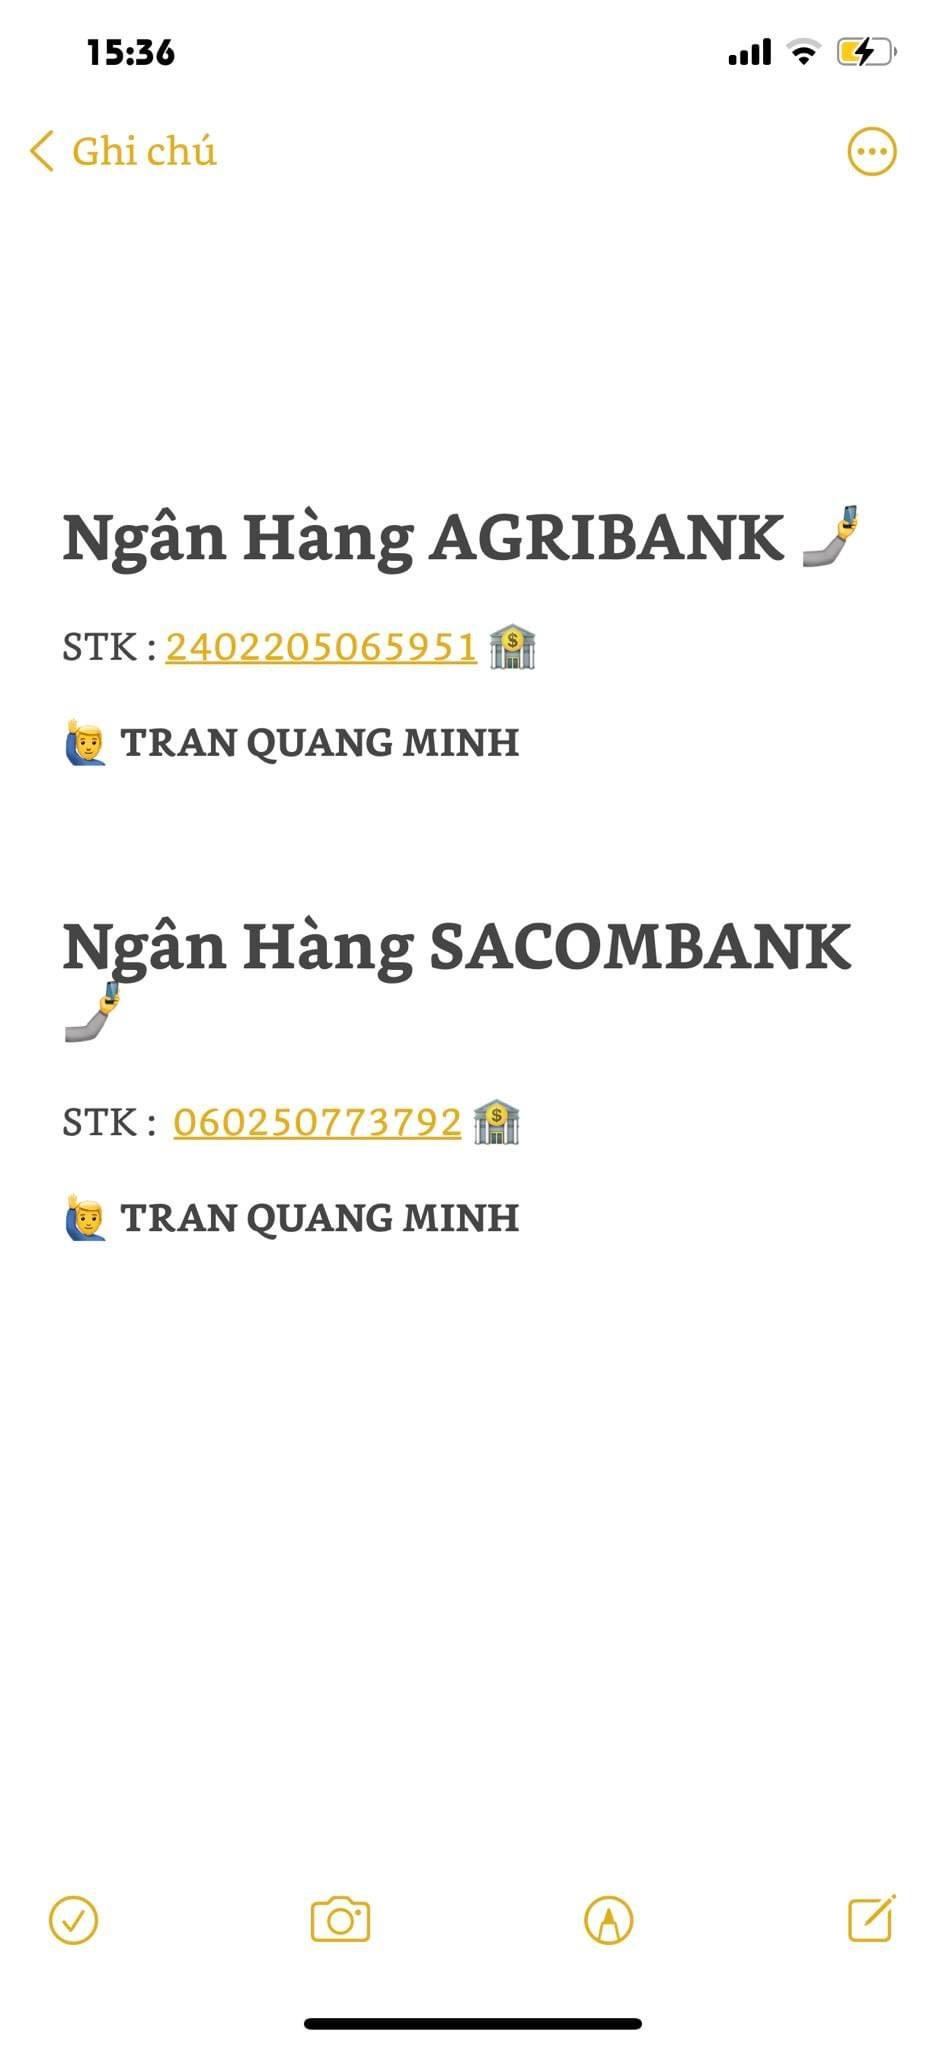 15:36
Ghi chú
Ngân Hàng AGRIBANK 🤳
STK : 2402205065951 🏦
🙋‍♂️ TRAN QUANG MINH
Ngân Hàng SACOMBANK
🤳
STK : 060250773792 🏦
🙋‍♂️ TRAN QUANG MINH